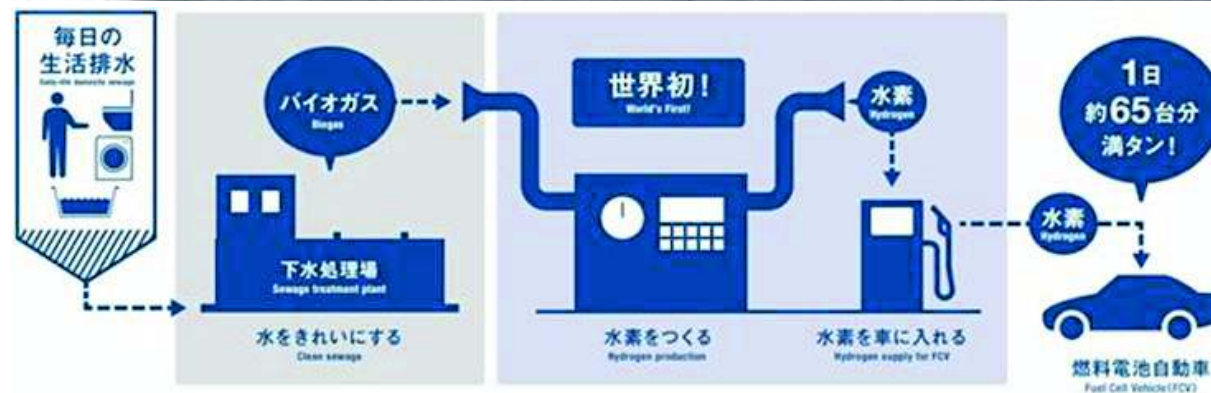 毎日の
生活排水
Daily-life domestic sewage
バイオガス
Biogas
下水処理場
Sewage treatment plant
水をきれいにする
Clean sewage
世界初!
World's First!
水素をつくる
Hydrogen production
水素
Hydrogen
水素を車に入れる
Hydrogen supply for FCV
1日
約65台分
満タン!
水素
Hydrogen
燃料電池自動車
Fuel Cell Vehicle(FCV)